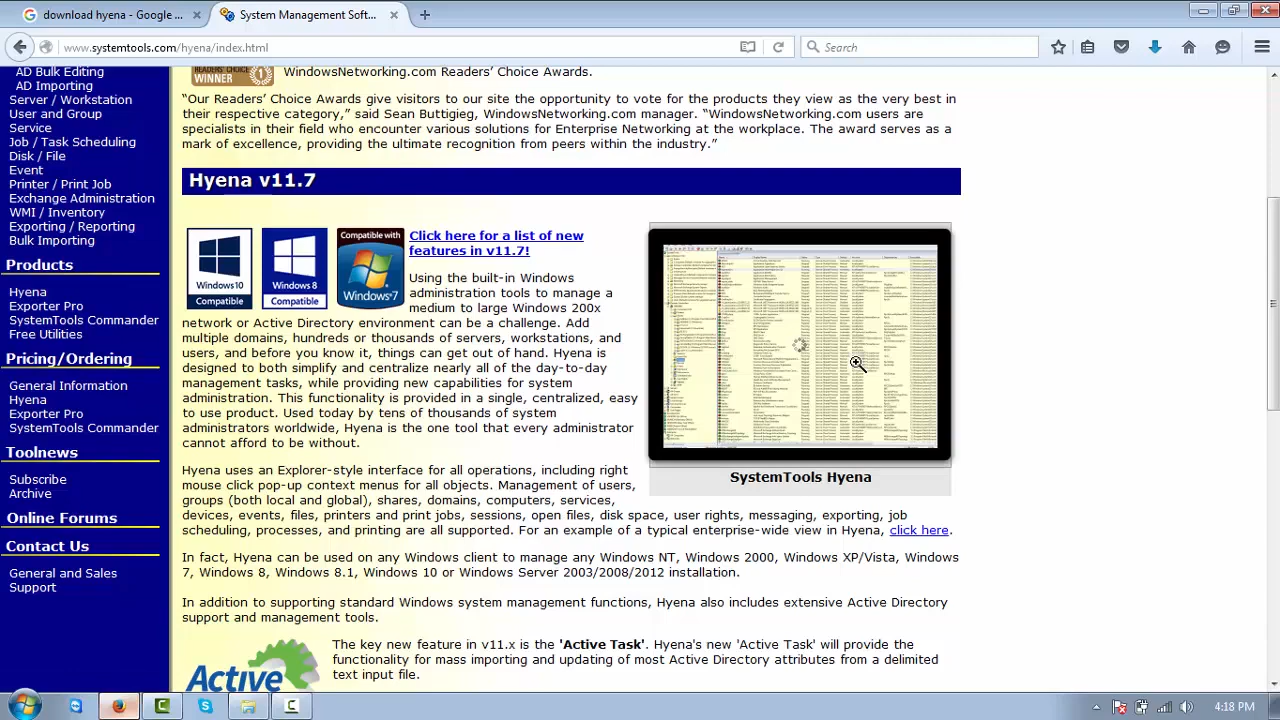 download hyena - Google ...
System Management Soft...
www.systemtools.com/hyena/index.html
Search
AD Bulk Editing
AD Importing
Server / Workstation
User and Group
Service
Job / Task Scheduling
Disk / File
Event
Printer / Print Job
Exchange Administration
WMI / Inventory
Exporting / Reporting
Bulk Importing
Products
Hyena
Exporter Pro
SystemTools Commander
Free Utilities
Pricing/Ordering
General Information
Hyena
Exporter Pro
SystemTools Commander
Toolnews
Subscribe
Archive
Online Forums
Contact Us
General and Sales
Support
READERS' CHOICE
WINNER
1
WindowsNetworking.com Readers’ Choice Awards.
“Our Readers’ Choice Awards give visitors to our site the opportunity to vote for the products they view as the very best in
their respective category,” said Sean Buttigieg, WindowsNetworking.com manager. “WindowsNetworking.com users are
specialists in their field who encounter various solutions for Enterprise Networking at the workplace. The award serves as a
mark of excellence, providing the ultimate recognition from peers within the industry.”
Hyena v11.7
Windows 10
Compatible
Windows 8
Compatible
Compatible with
Windows 7
Click here for a list of new
features in v11.7!
Using the built-in Windows
administration tools to manage a
medium to large Windows 200x
network or Active Directory environment can be a challenge. Add
multiple domains, hundreds or thousands of servers, workstations, and
users, and before you know it, things can get out of hand. Hyena is
designed to both simplify and centralize nearly all of the day-to-day
management tasks, while providing new capabilities for system
administration. This functionality is provided in a single, centralized, easy
to use product. Used today by tens of thousands of system
administrators worldwide, Hyena is the one tool that every administrator
cannot afford to be without.
SystemTools Hyena
Hyena uses an Explorer-style interface for all operations, including right
mouse click pop-up context menus for all objects. Management of users,
groups (both local and global), shares, domains, computers, services,
devices, events, files, printers and print jobs, sessions, open files, disk space, user rights, messaging, exporting, job
scheduling, processes, and printing are all supported. For an example of a typical enterprise-wide view in Hyena, click here.
In fact, Hyena can be used on any Windows client to manage any Windows NT, Windows 2000, Windows XP/Vista, Windows
7, Windows 8, Windows 8.1, Windows 10 or Windows Server 2003/2008/2012 installation.
In addition to supporting standard Windows system management functions, Hyena also includes extensive Active Directory
support and management tools.
Active
The key new feature in v11.x is the 'Active Task'. Hyena's new 'Active Task' will provide the
functionality for mass importing and updating of most Active Directory attributes from a delimited
text input file.
4:18 PM